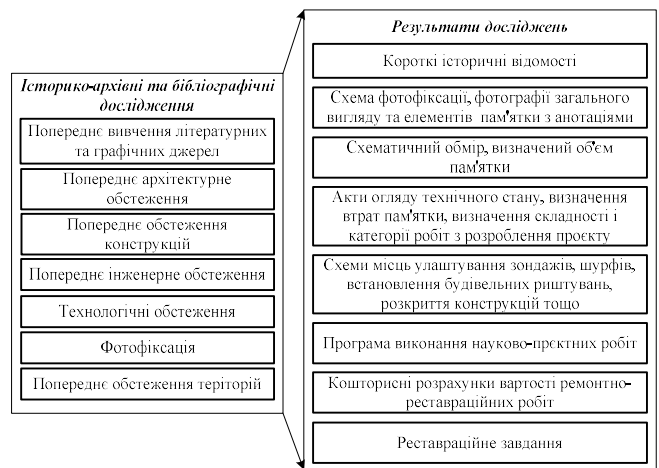 Історико-архівні та бібліографічні
дослідження
Попереднє вивчення літературних
та графічних джерел
Попереднє архітектурне
обстеження
Попереднє обстеження
конструкцій
Попереднє інженерне обстеження
Технологічні обстеження
Фотофіксація
Попереднє обстеження теріторій
Результати досліджень
Короткі історичні відомості
Схема фотофіксації, фотографії загального
вигляду та елементів пам'ятки з анотаціями
Схематичний обмір, визначений об'єм
пам'ятки
Акти огляду технічного стану, визначення
втрат пам'ятки, визначення складності і
категорії робіт з розроблення проєкту
Схеми місць улаштування зондажів, шурфів,
встановлення будівельних риштувань,
розкриття конструкцій тощо
Програма виконання науково-прєктних робіт
Кошторисні розрахунки вартості ремонтно-
реставраційних робіт
Реставраційне завдання